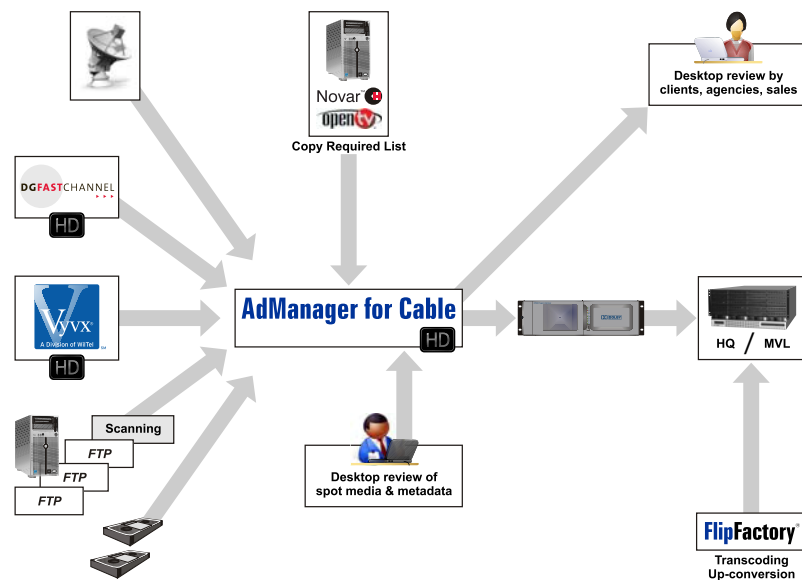 Novar
opentv
Copy Required List
Desktop review by
clients, agencies, sales
DGFASTCHANNEL
HD
Vyvx
A Division of WilTel
HD
AdManager for Cable
HD
HQ / MVL
Scanning
FTP
FTP
FTP
Desktop review of
spot media & metadata
FlipFactory
Transcoding
Up-conversion